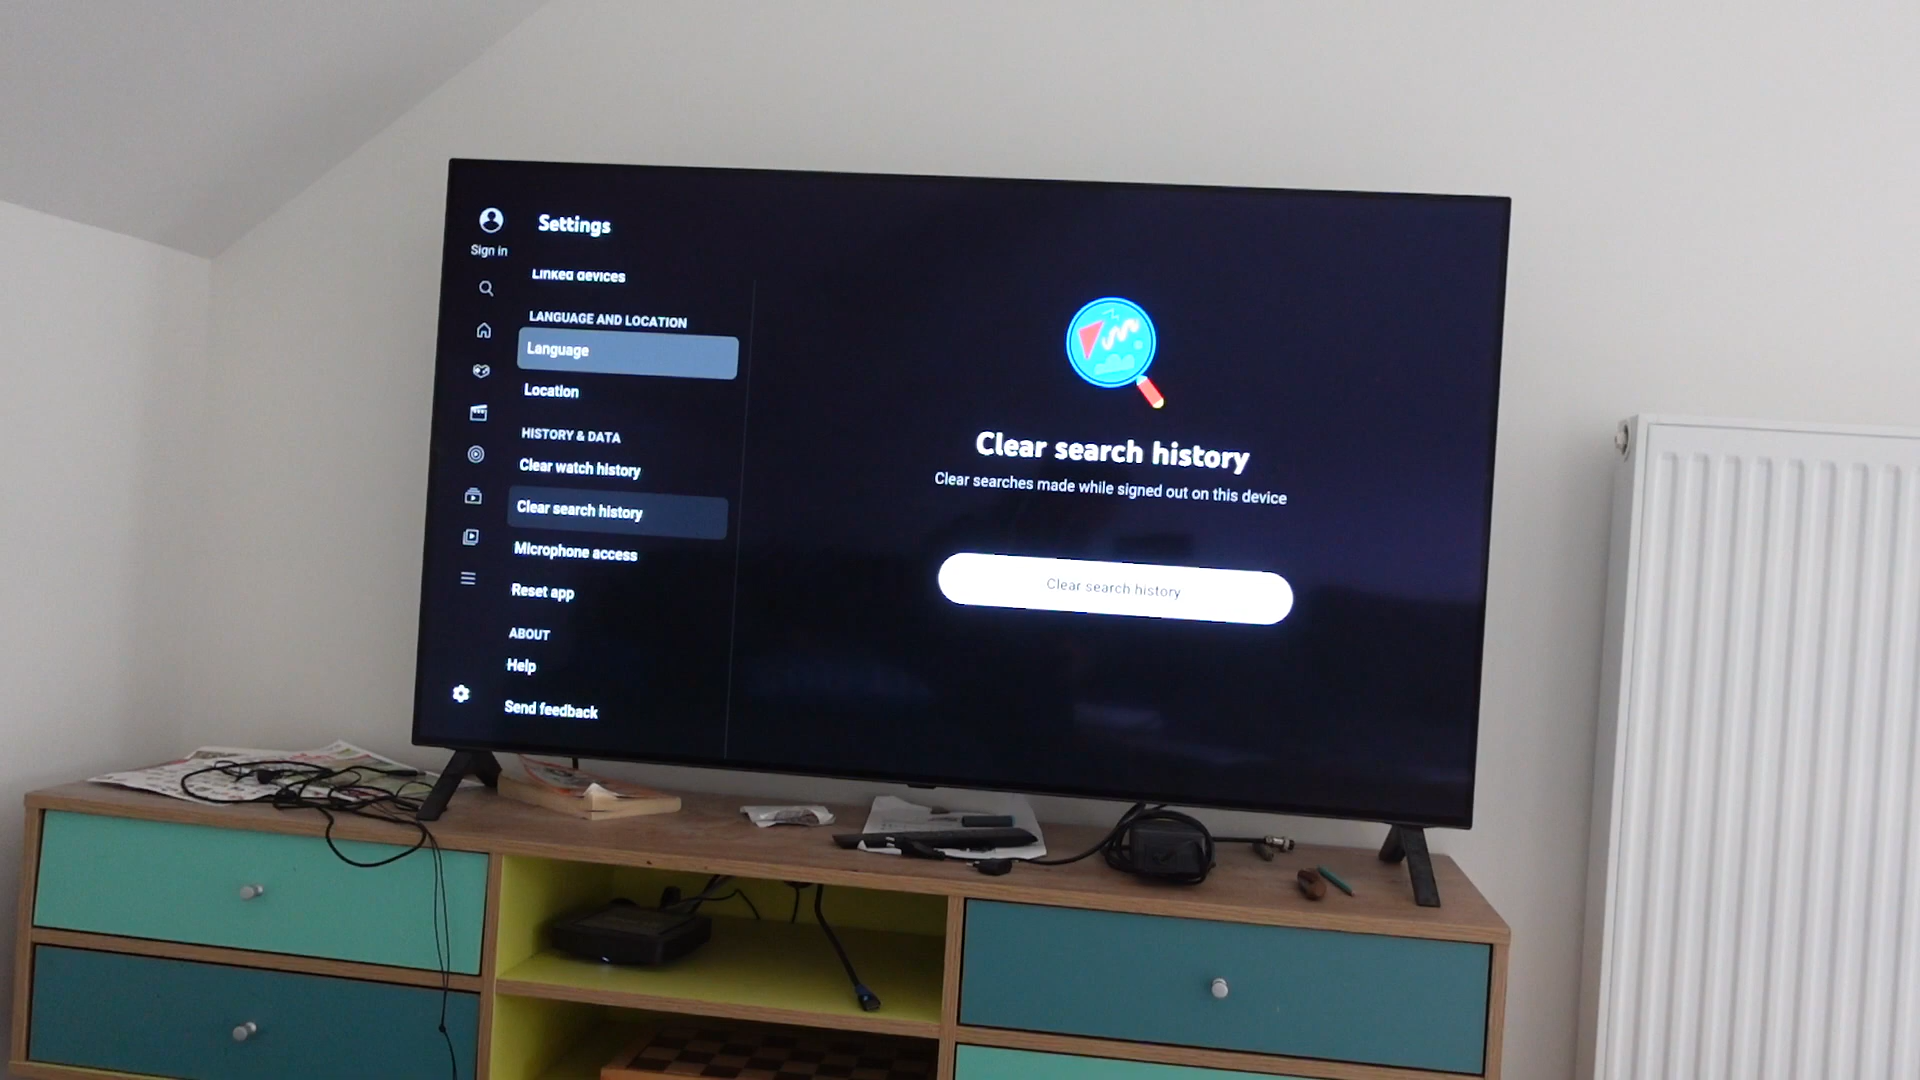 Settings
Sign in
Linked devices
LANGUAGE AND LOCATION
Language
Location
HISTORY & DATA
Clear watch history
Clear search history
Microphone access
Reset app
ABOUT
Help
Send feedback
Clear search history
Clear searches made while signed out on this device
Clear search history